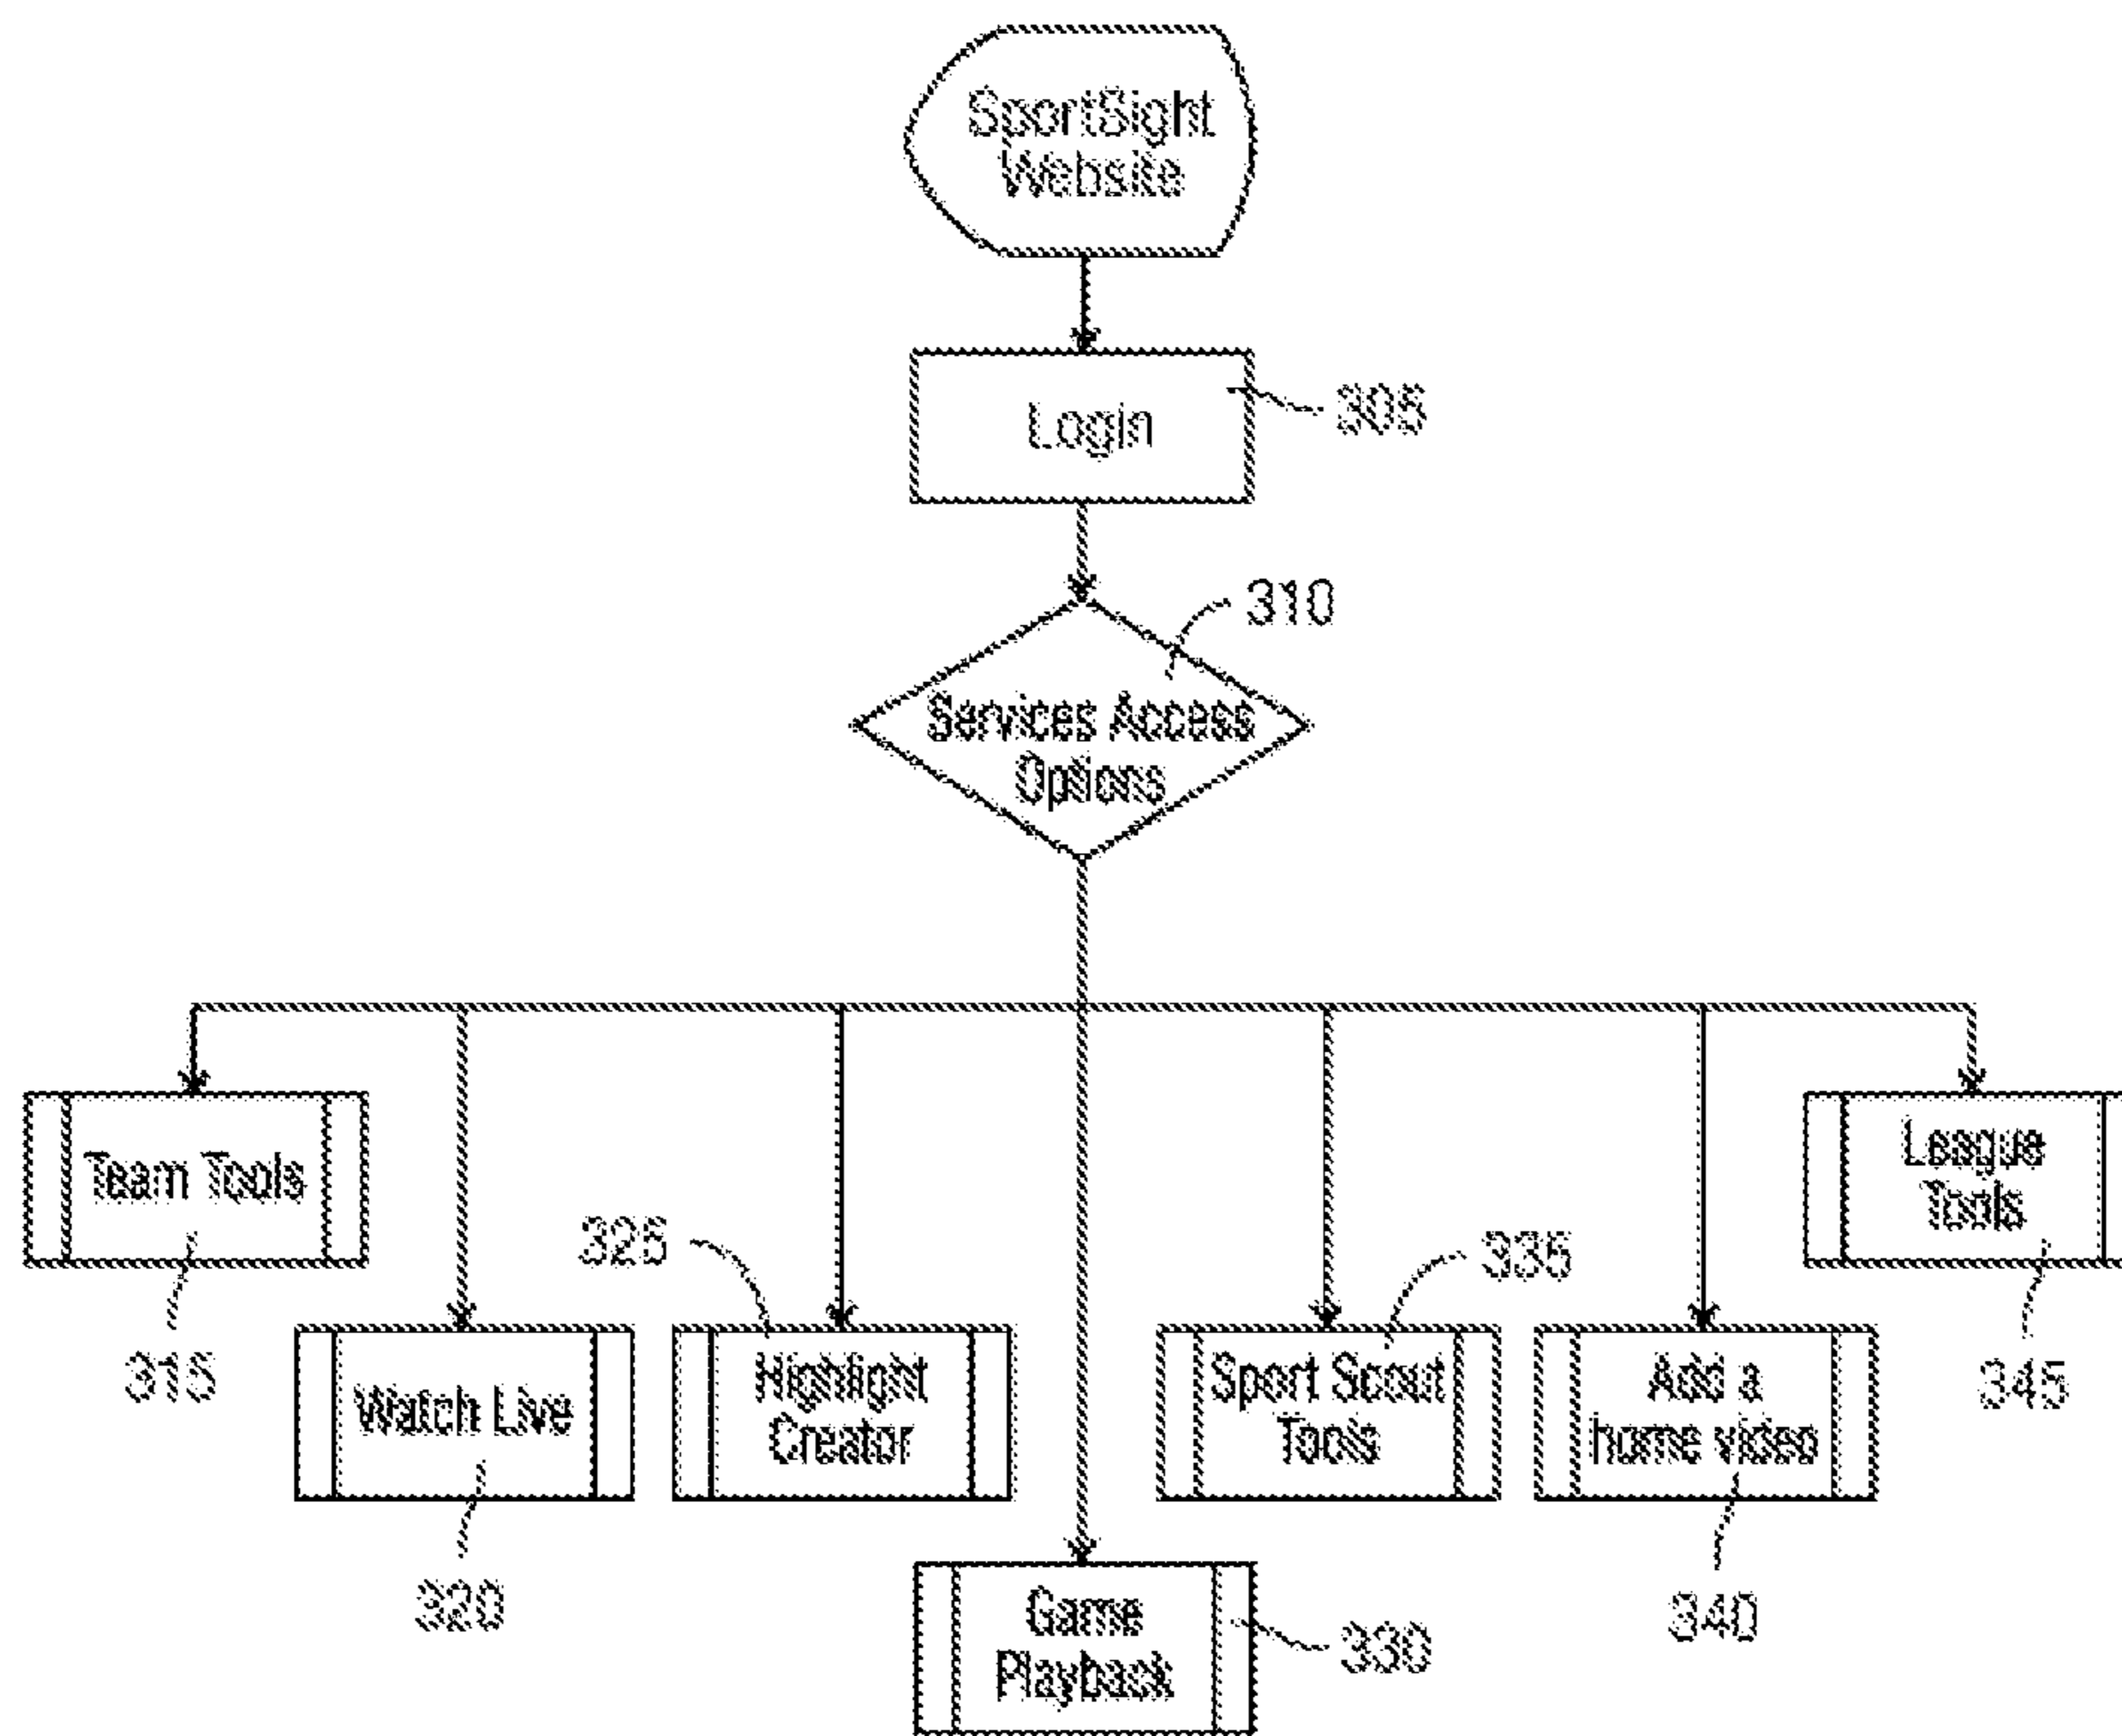 SportSight
Website
Login
305
310
Services Access
Options
Team Tools
315
Watch Live
320
325
Highlight
Creator
Game
Playback
330
335
Sport Scout
Tools
Add a
home video
340
League
Tools
345